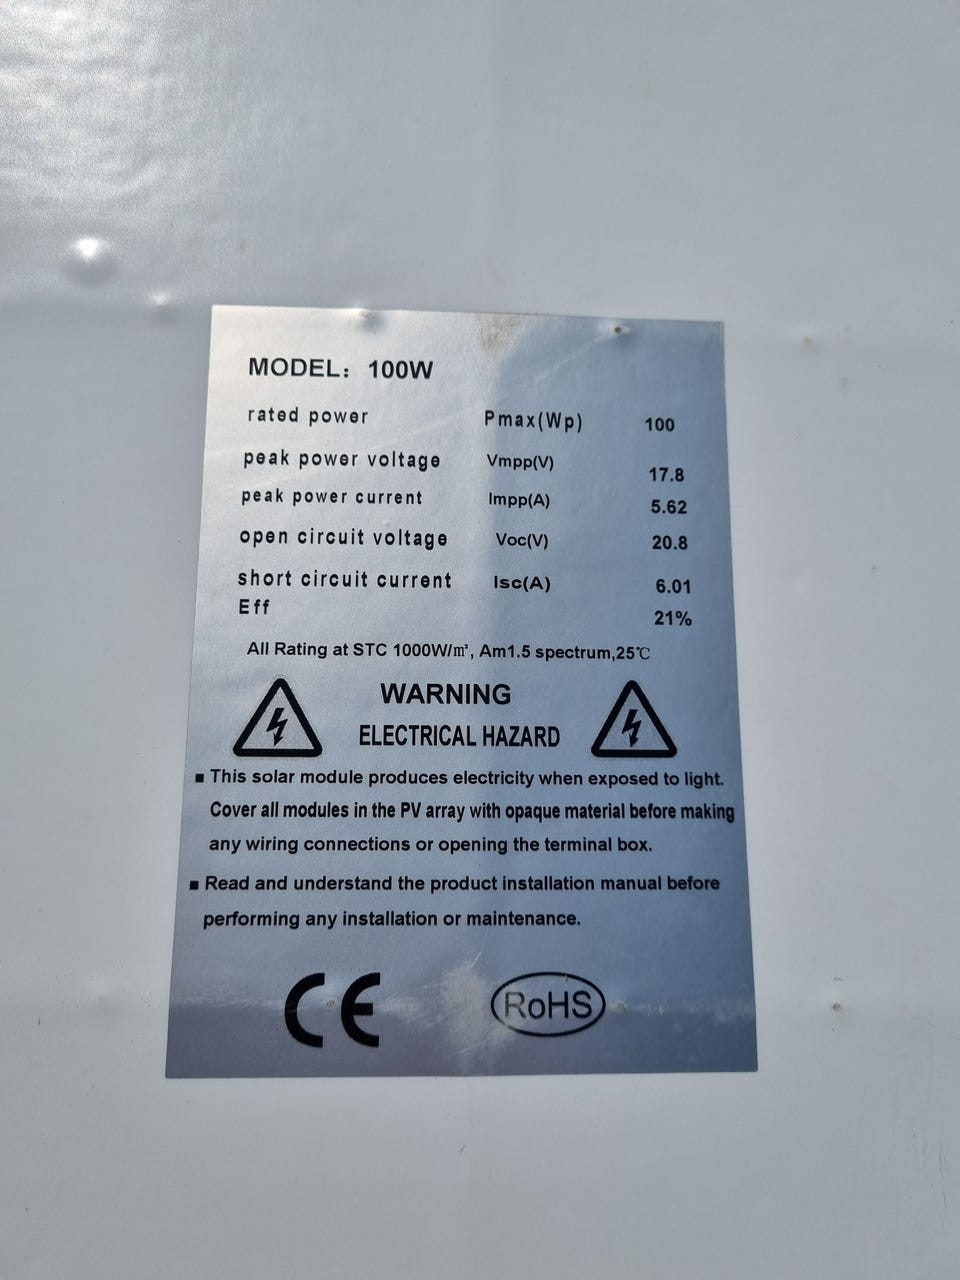 MODEL: 100W
rated power Pmax(Wp) 100
peak power voltage Vmpp(V) 17.8
peak power current Impp(A) 5.62
open circuit voltage Voc(V) 20.8
short circuit current Isc(A) 6.01
Eff 21%
All Rating at STC 1000W/m², Am1.5 spectrum,25℃
WARNING
ELECTRICAL HAZARD
▪ This solar module produces electricity when exposed to light.
Cover all modules in the PV array with opaque material before making
any wiring connections or opening the terminal box.
▪ Read and understand the product installation manual before
performing any installation or maintenance.
CE RoHS